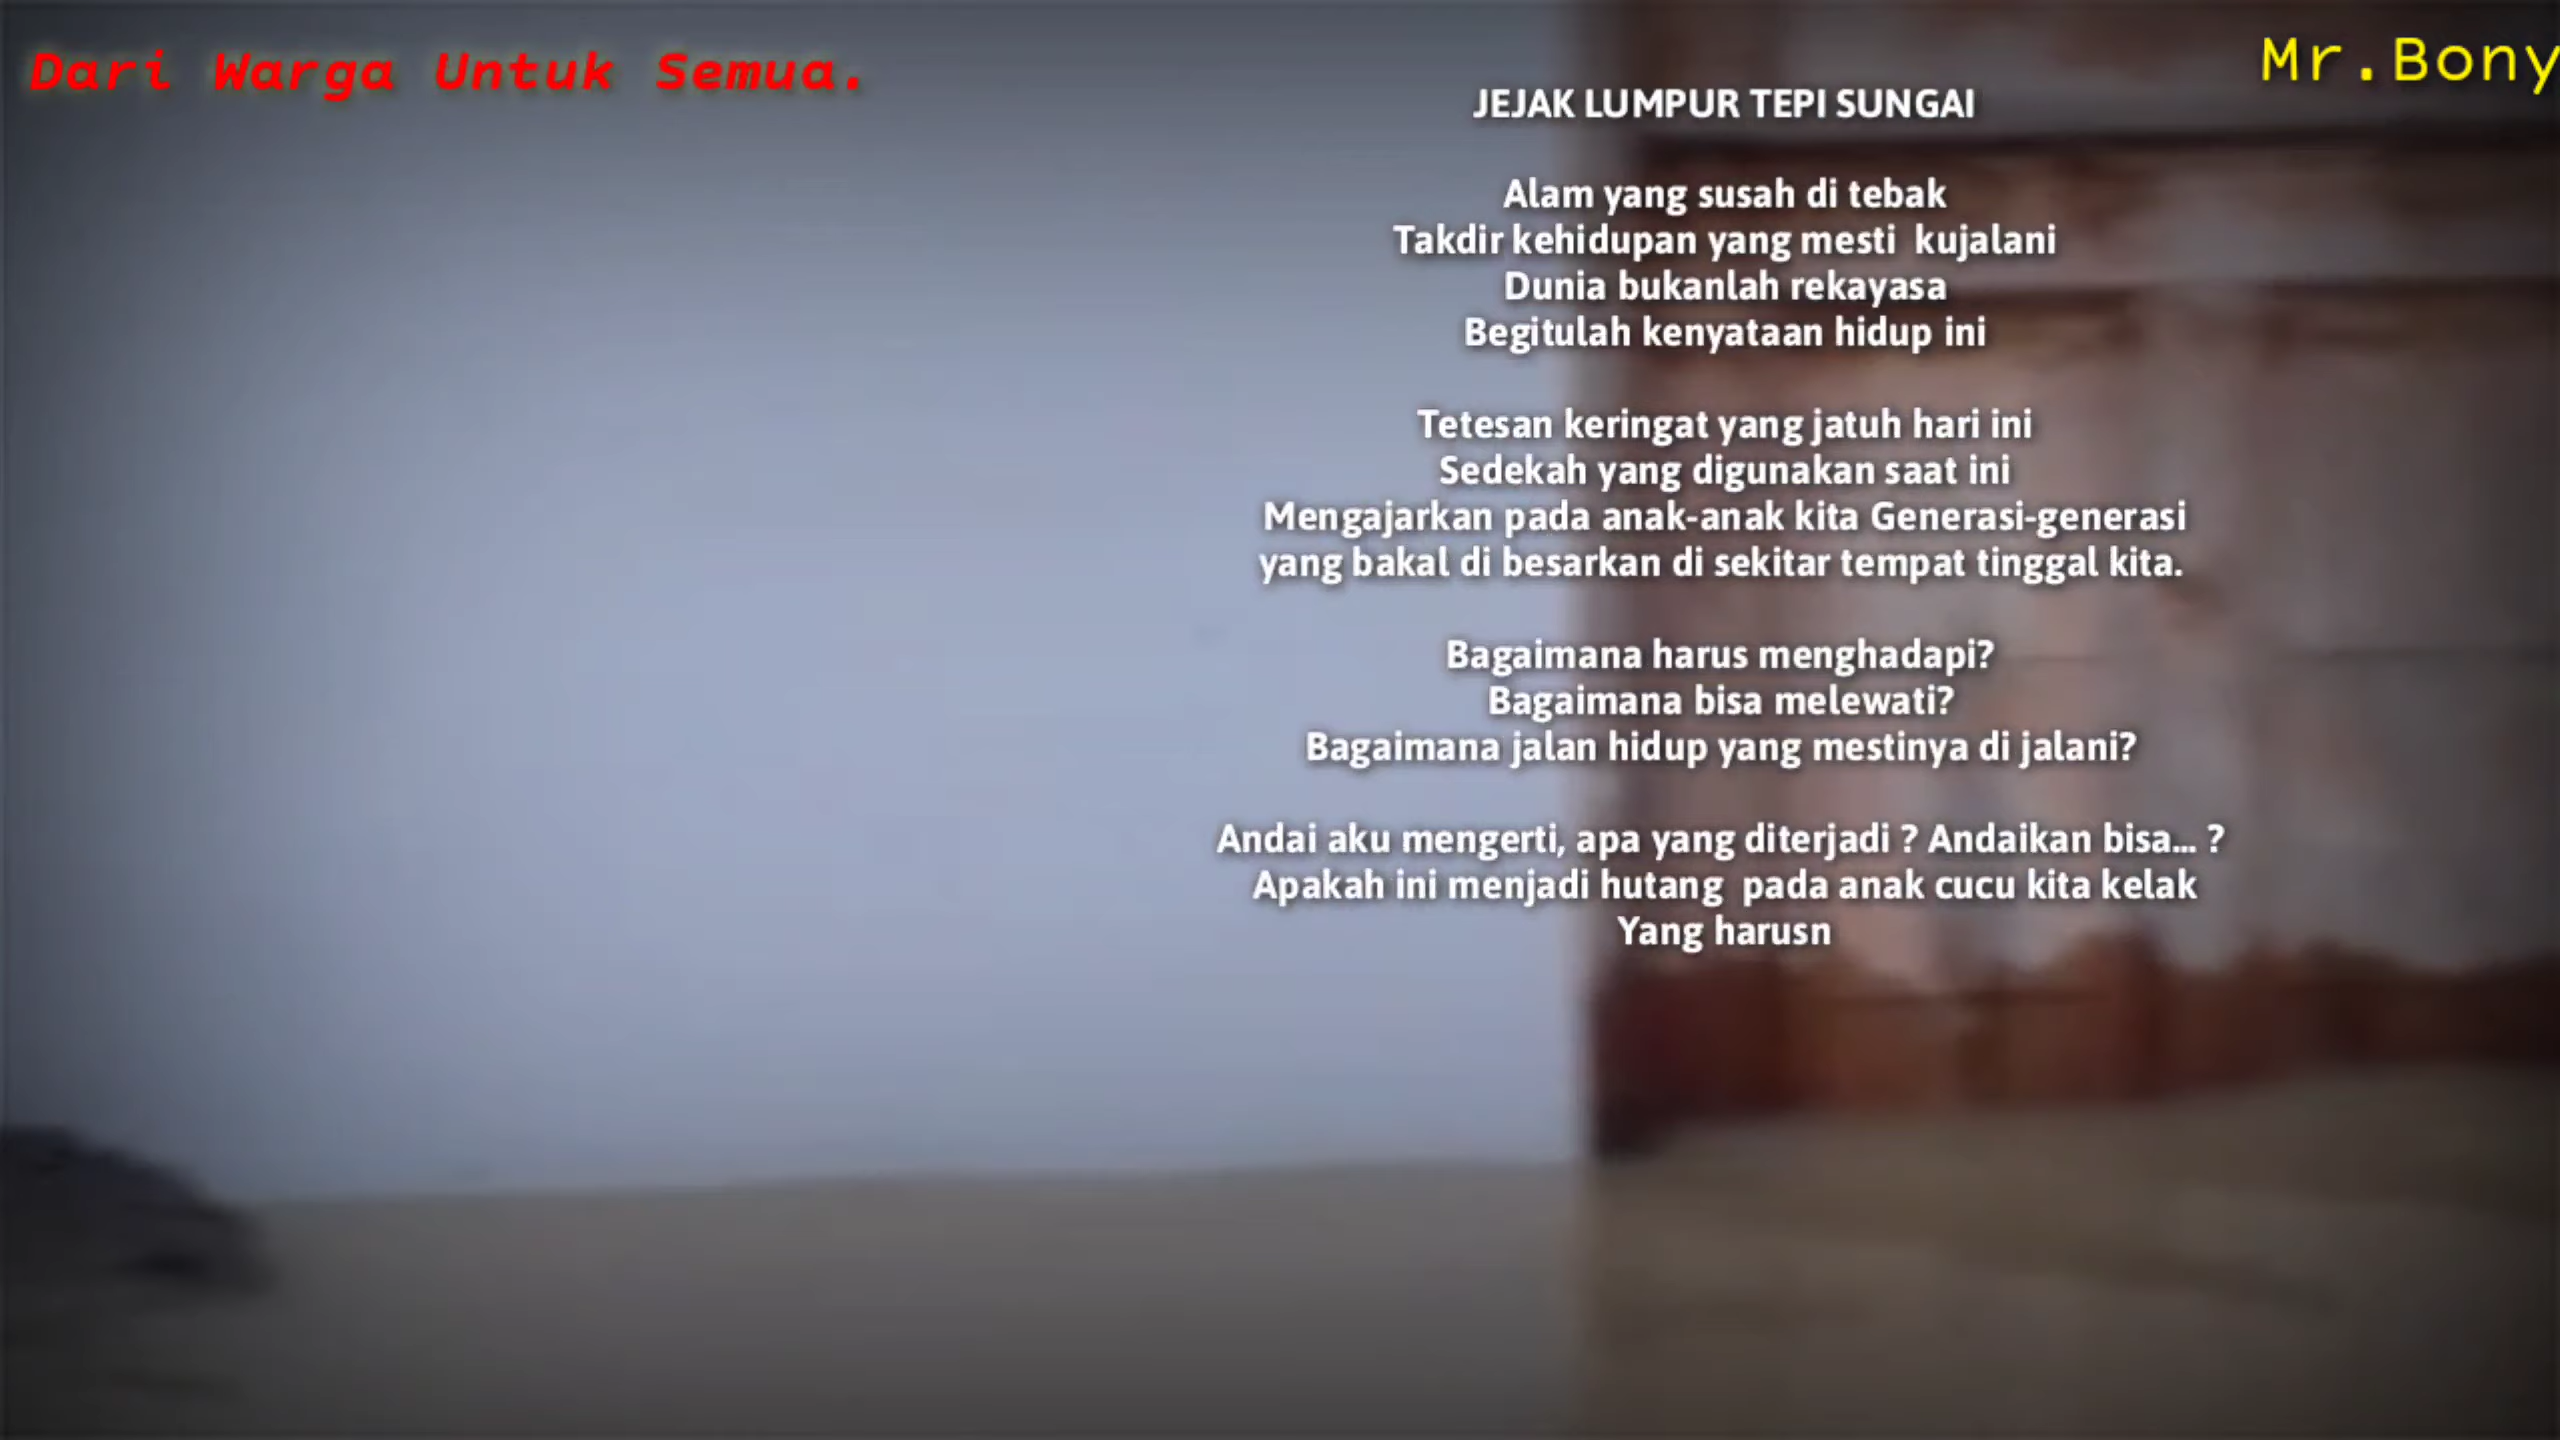 Dari Warga Untuk Semua.
Mr.Bony
JEJAK LUMPUR TEPI SUNGAI
Alam yang susah di tebak
Takdir kehidupan yang mesti kujalani
Dunia bukanlah rekayasa
Begitulah kenyataan hidup ini
Tetesan keringat yang jatuh hari ini
Sedekah yang digunakan saat ini
Mengajarkan pada anak-anak kita Generasi-generasi
yang bakal di besarkan di sekitar tempat tinggal kita.
Bagaimana harus menghadapi?
Bagaimana bisa melewati?
Bagaimana jalan hidup yang mestinya di jalani?
Andai aku mengerti, apa yang diterjadi ? Andaikan bisa... ?
Apakah ini menjadi hutang pada anak cucu kita kelak
Yang harusn